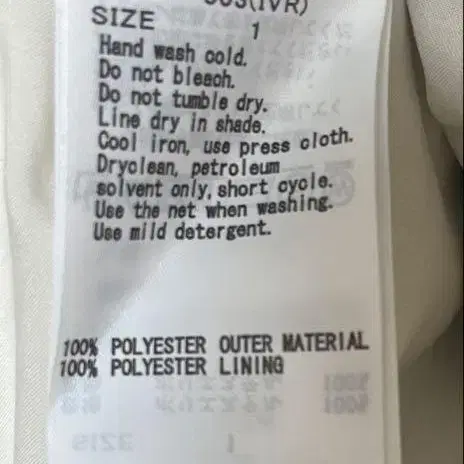 SIZE 1
Hand wash cold.
Do not bleach.
Do not tumble dry.
Line dry in shade.
Cool iron, use press cloth.
Dryclean, petroleum
solvent only, short cycle.
Use the net when washing.
Use mild detergent.
100% POLYESTER OUTER MATERIAL
100% POLYESTER LINING